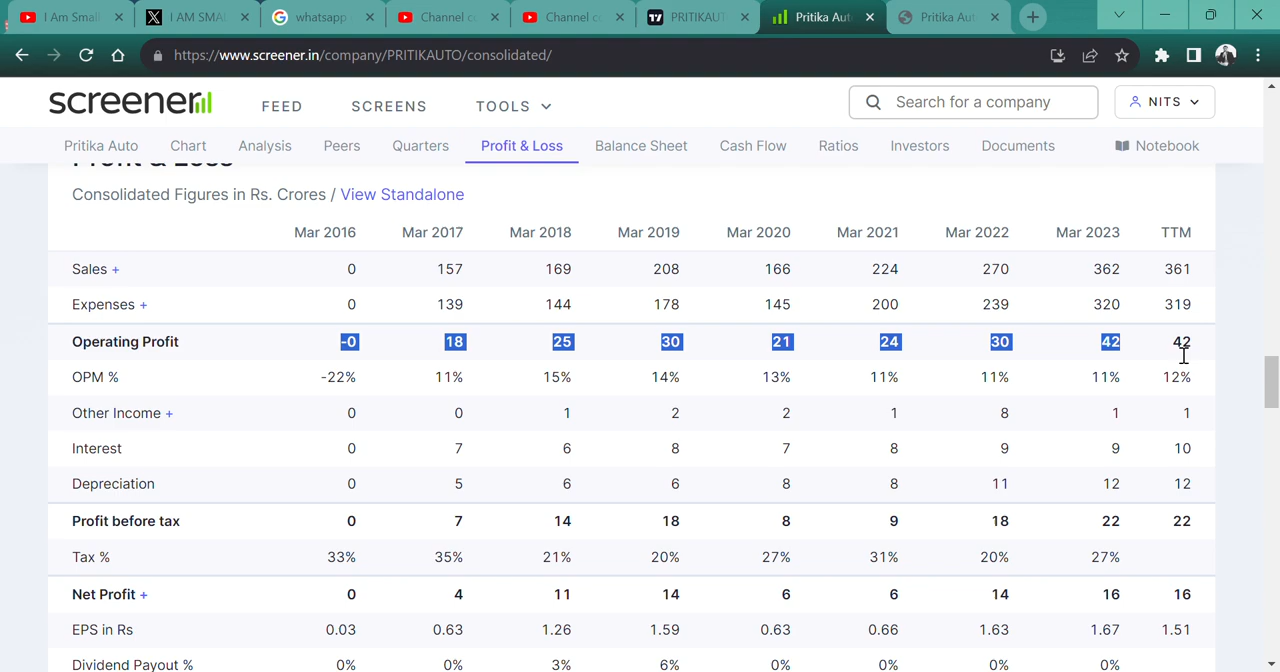 I Am Small
I AM SMA
whatsapp
Channel c
Channel c
PRITIKAUT
Pritika Aut
Pritika Aut
https://www.screener.in/company/PRITIKAUTO/consolidated/
screener
FEED
SCREENS
TOOLS
Search for a company
NITS
Pritika Auto
Chart
Analysis
Peers
Quarters
Profit & Loss
Balance Sheet
Cash Flow
Ratios
Investors
Documents
Notebook
Profit & Loss
Consolidated Figures in Rs. Crores / View Standalone
Mar 2016 Mar 2017 Mar 2018 Mar 2019 Mar 2020 Mar 2021 Mar 2022 Mar 2023 TTM
Sales + 0 157 169 208 166 224 270 362 361
Expenses + 0 139 144 178 145 200 239 320 319
Operating Profit -0 18 25 30 21 24 30 42 42
OPM % -22% 11% 15% 14% 13% 11% 11% 11% 12%
Other Income + 0 0 1 2 2 1 8 1 1
Interest 0 7 6 8 7 8 9 9 10
Depreciation 0 5 6 6 8 8 11 12 12
Profit before tax 0 7 14 18 8 9 18 22 22
Tax % 33% 35% 21% 20% 27% 31% 20% 27%
Net Profit + 0 4 11 14 6 6 14 16 16
EPS in Rs 0.03 0.63 1.26 1.59 0.63 0.66 1.63 1.67 1.51
Dividend Payout % 0% 0% 3% 6% 0% 0% 0% 0%